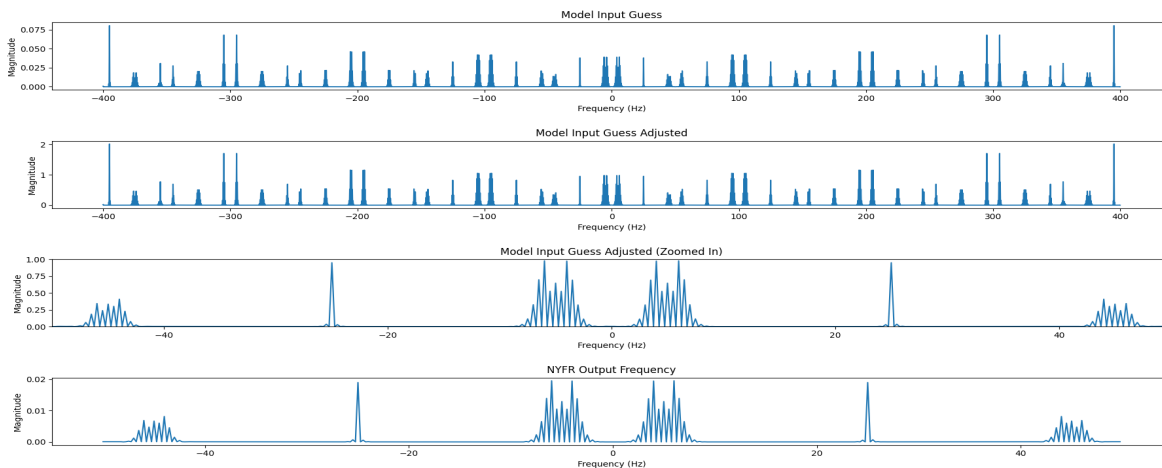 Model Input Guess
Magnitude
0.075
0.050
0.025
0.000
−400 −300 −200 −100 0 100 200 300 400
Frequency (Hz)
Model Input Guess Adjusted
Magnitude
2
1
0
−400 −300 −200 −100 0 100 200 300 400
Frequency (Hz)
Model Input Guess Adjusted (Zoomed In)
Magnitude
1.00
0.75
0.50
0.25
0.00
−40 −20 0 20 40
Frequency (Hz)
NYFR Output Frequency
Magnitude
0.02
0.01
0.00
−40 −20 0 20 40
Frequency (Hz)